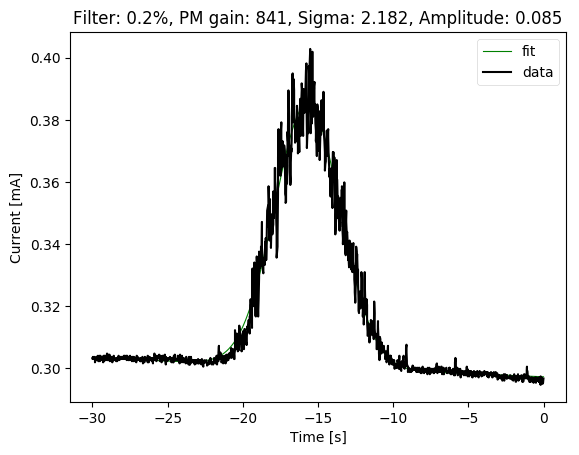 Filter: 0.2%, PM gain: 841, Sigma: 2.182, Amplitude: 0.085
fit
data
0.40
0.38
0.36
0.34
0.32
0.30
Current [mA]
−30 −25 −20 −15 −10 −5 0
Time [s]